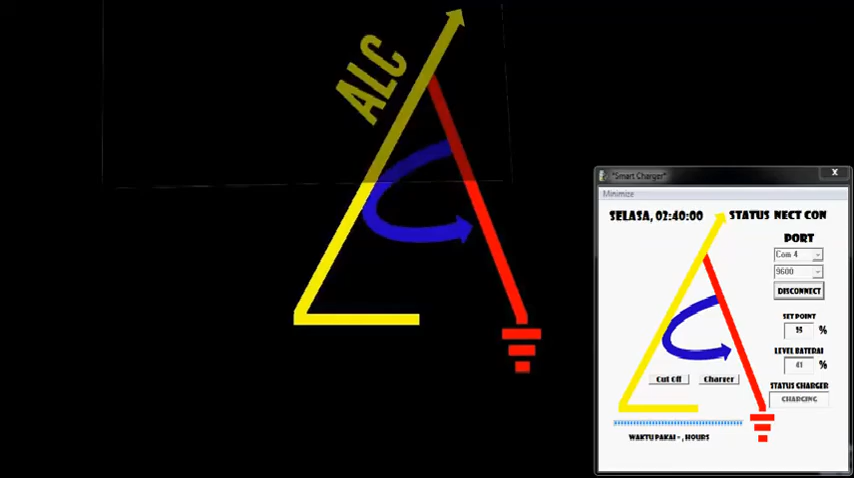 ALC
"Smart Charger"
Minimize
SELASA, 02:40:00
STATUS NECT CON
PORT
Com 4
9600
DISCONNECT
SET POINT
%
LEVEL BATERAI
41 %
Cut Off
Charger
STATUS CHARGER
CHARGING
WAKTU PAKAI = , HOURS